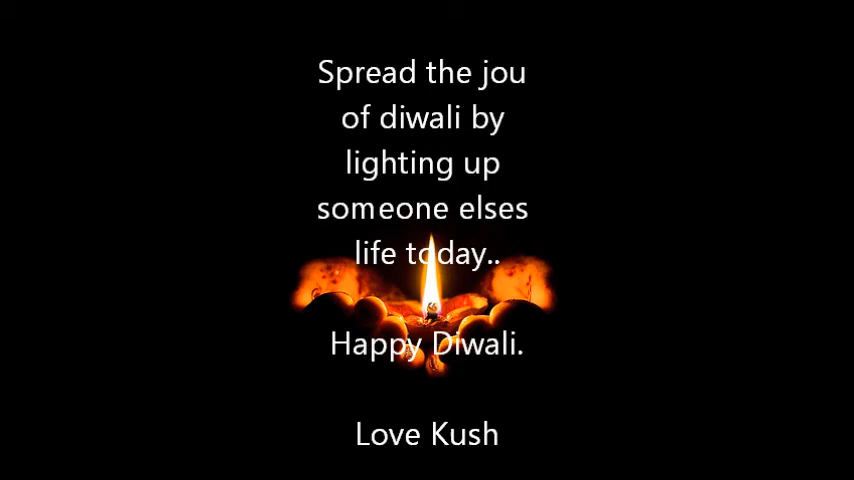 Spread the jou
of diwali by
lighting up
someone elses
life today..
Happy Diwali.
Love Kush